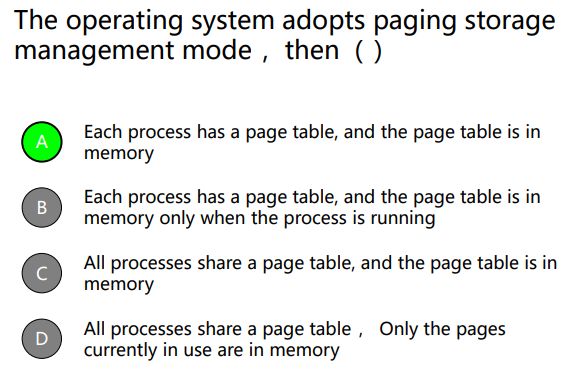 The operating system adopts paging storage
management mode， then（ ）
A
Each process has a page table, and the page table is in
memory
B
Each process has a page table, and the page table is in
memory only when the process is running
C
All processes share a page table, and the page table is in
memory
D
All processes share a page table， Only the pages
currently in use are in memory